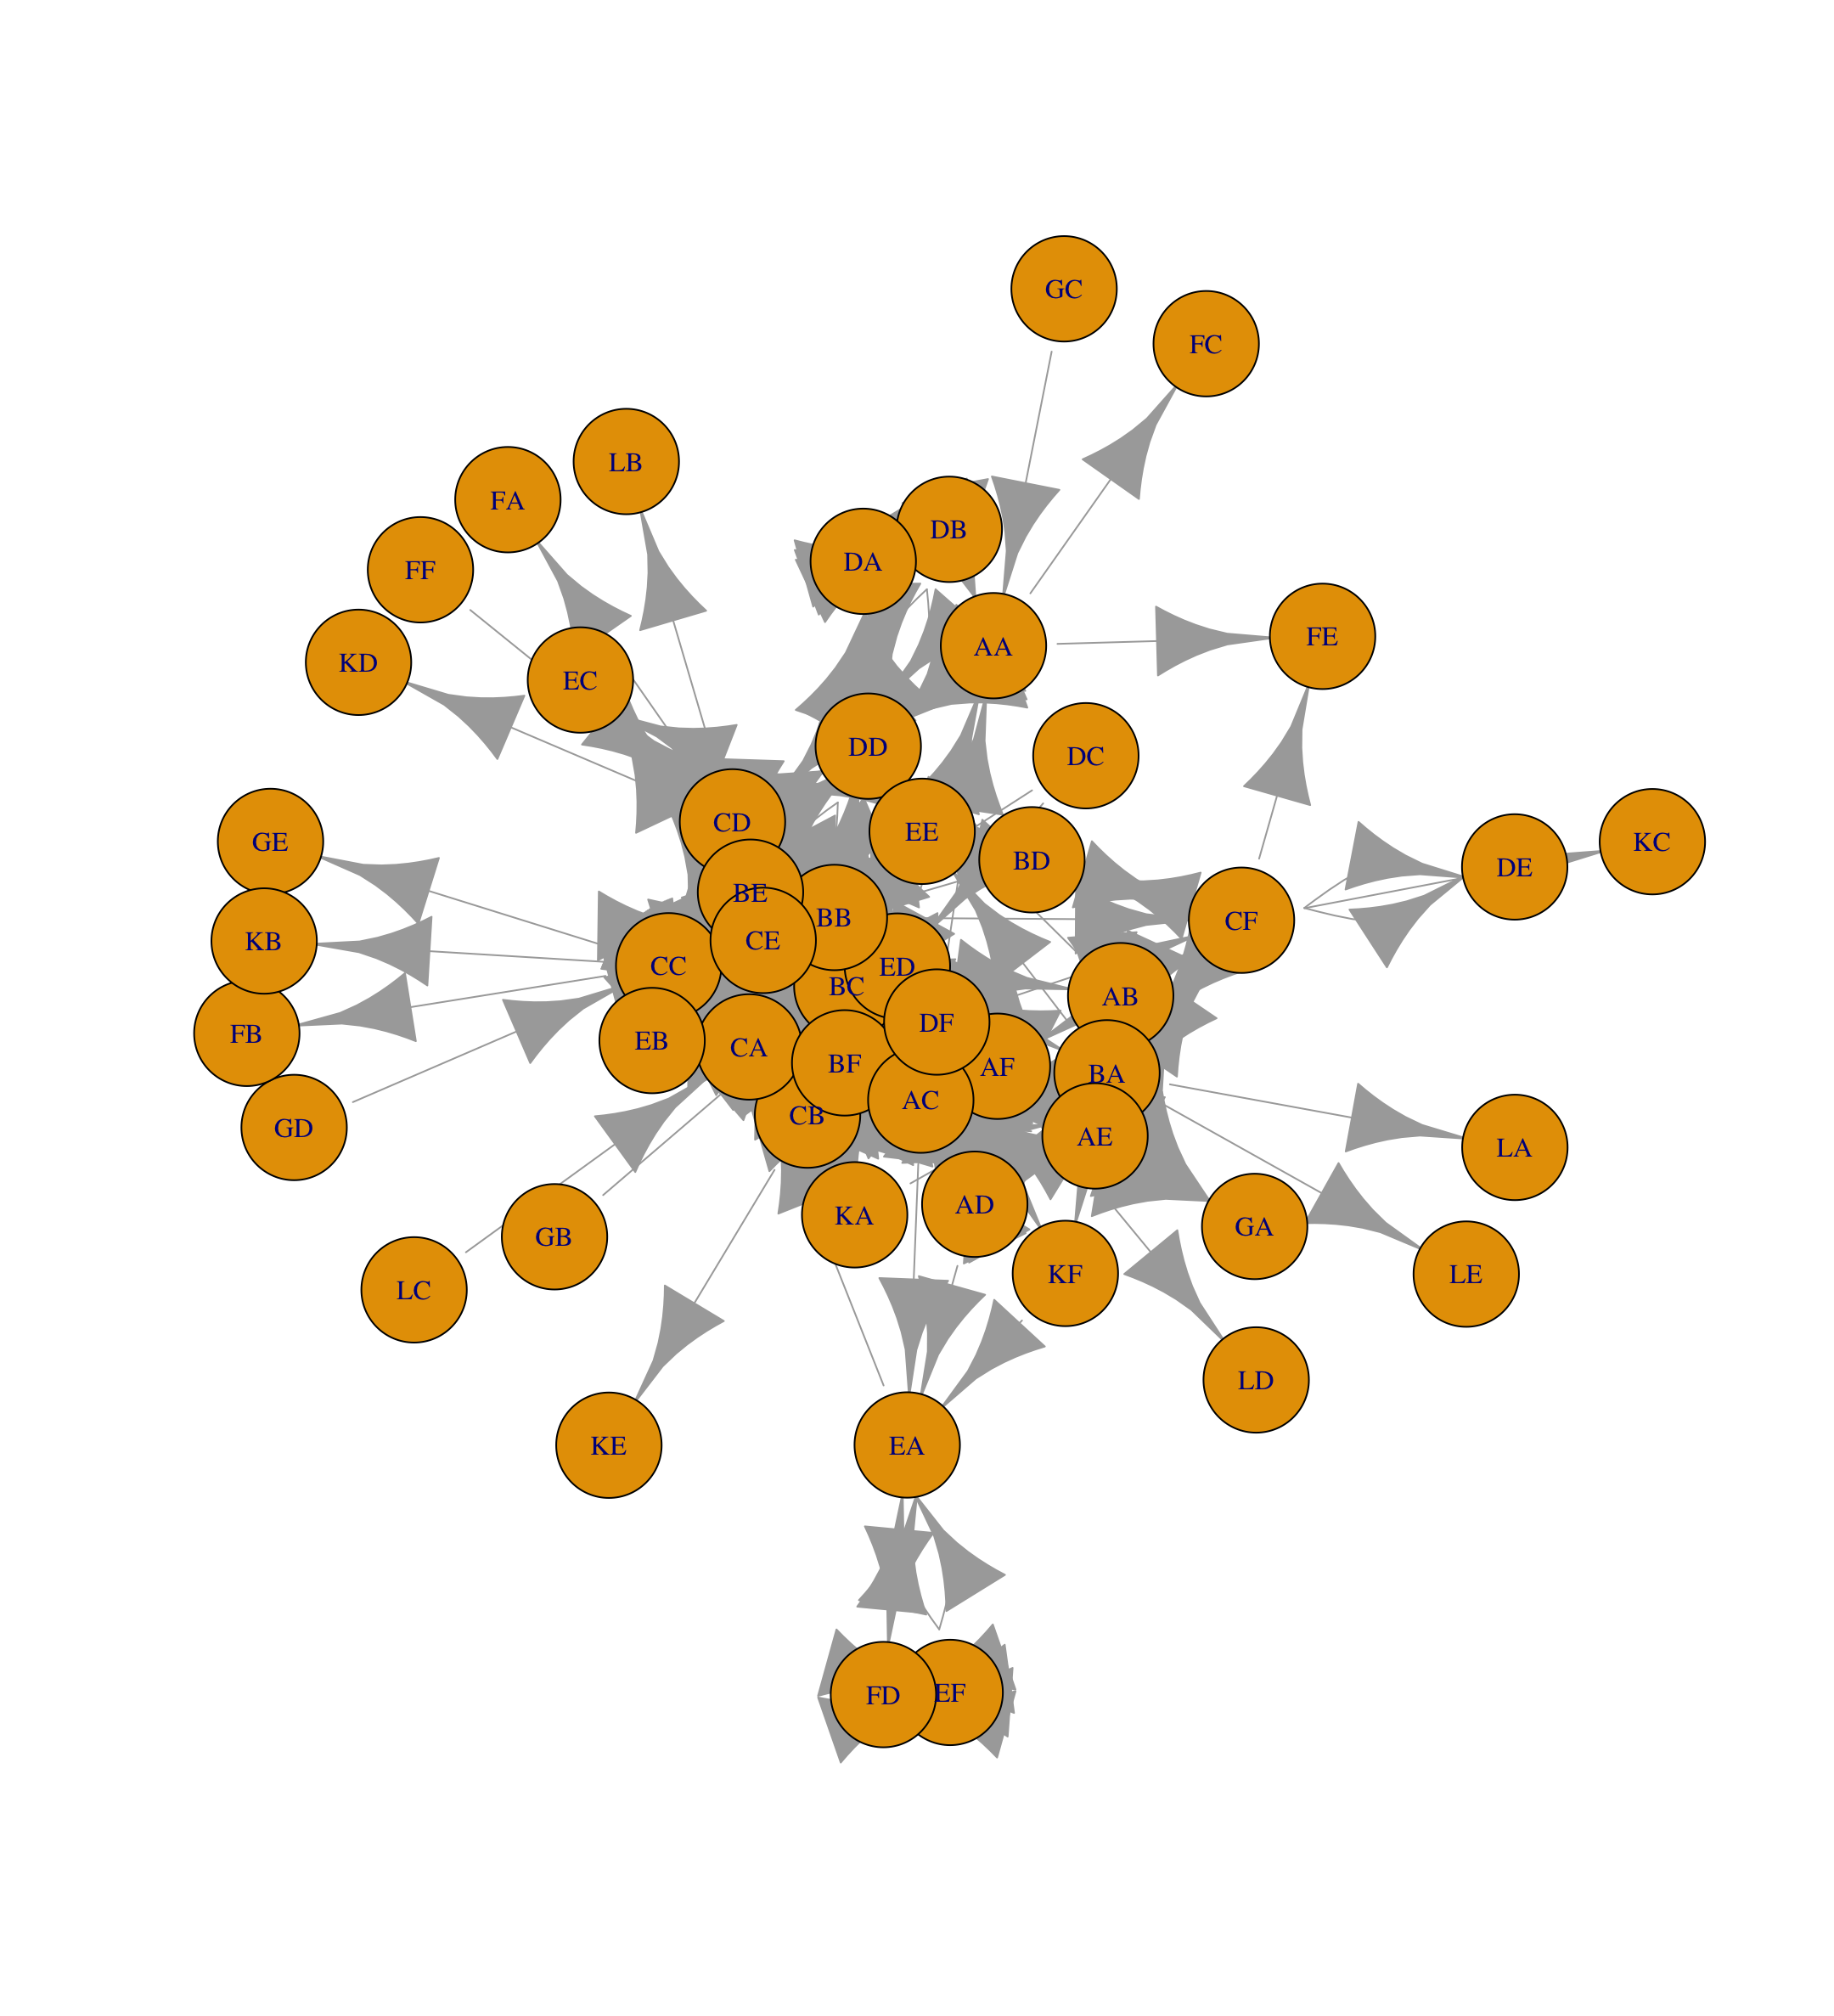 GC
FC
LB
FA
DB
DA
FF
FE
AA
KD
EC
DD
DC
CD
EE
GE
BD
KC
DE
BE
BB
CF
KB
CE
CC
ED
BC
AB
DF
FB
EB
CA
BF
AF
BA
AC
CB
GD
AE
LA
AD
KA
GA
GB
KF
LE
LC
LD
KE
EA
EF
FD